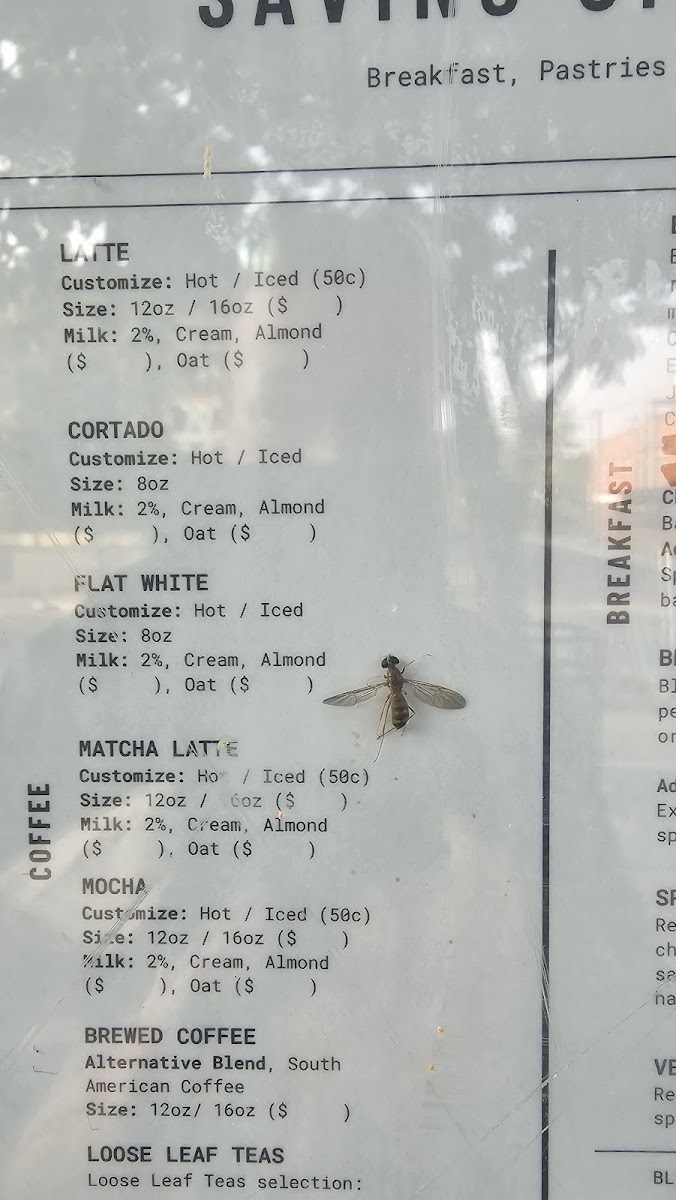 SAVING
Breakfast, Pastries
LATTE
Customize: Hot / Iced (50c)
Size: 12oz / 16oz ($ )
Milk: 2%, Cream, Almond
($ ), Oat ($ )
CORTADO
Customize: Hot / Iced
Size: 8oz
Milk: 2%, Cream, Almond
($ ), Oat ($ )
FLAT WHITE
Customize: Hot / Iced
Size: 8oz
Milk: 2%, Cream, Almond
($ ), Oat ($ )
MATCHA LATTE
Customize: Hot / Iced (50c)
Size: 12oz / 16oz ($ )
Milk: 2%, Cream, Almond
($ ), Oat ($ )
COFFEE
MOCHA
Customize: Hot / Iced (50c)
Size: 12oz / 16oz ($ )
Milk: 2%, Cream, Almond
($ ), Oat ($ )
BREWED COFFEE
Alternative Blend, South
American Coffee
Size: 12oz/ 16oz ($ )
LOOSE LEAF TEAS
Loose Leaf Teas selection:
BREAKFAST